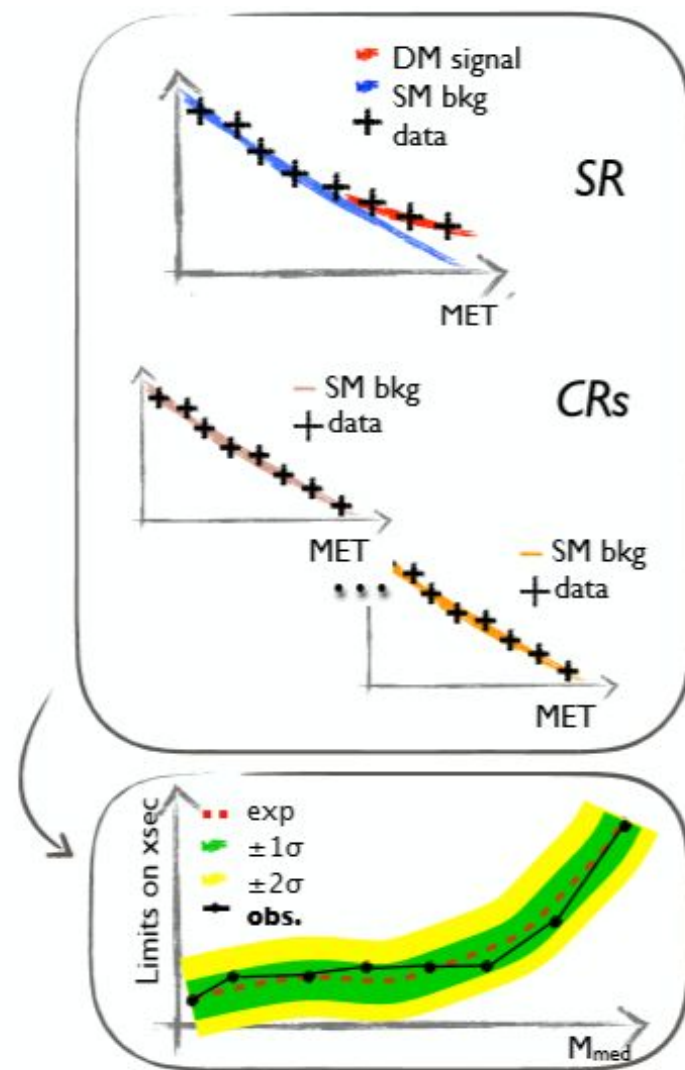 DM signal
SM bkg
data
SR
MET
SM bkg
data
CRs
MET
SM bkg
data
...
MET
Limits on xsec
exp
±1σ
±2σ
obs.
M_med